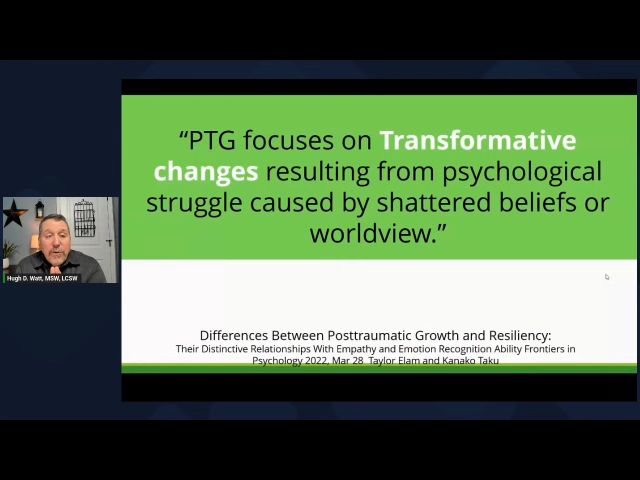 “PTG focuses on Transformative
changes resulting from psychological
struggle caused by shattered beliefs or
worldview.”
Hugh D. Watt, MSW, LCSW
Differences Between Posttraumatic Growth and Resiliency:
Their Distinctive Relationships With Empathy and Emotion Recognition Ability Frontiers in
Psychology 2022, Mar 28 Taylor Elam and Kanako Taku